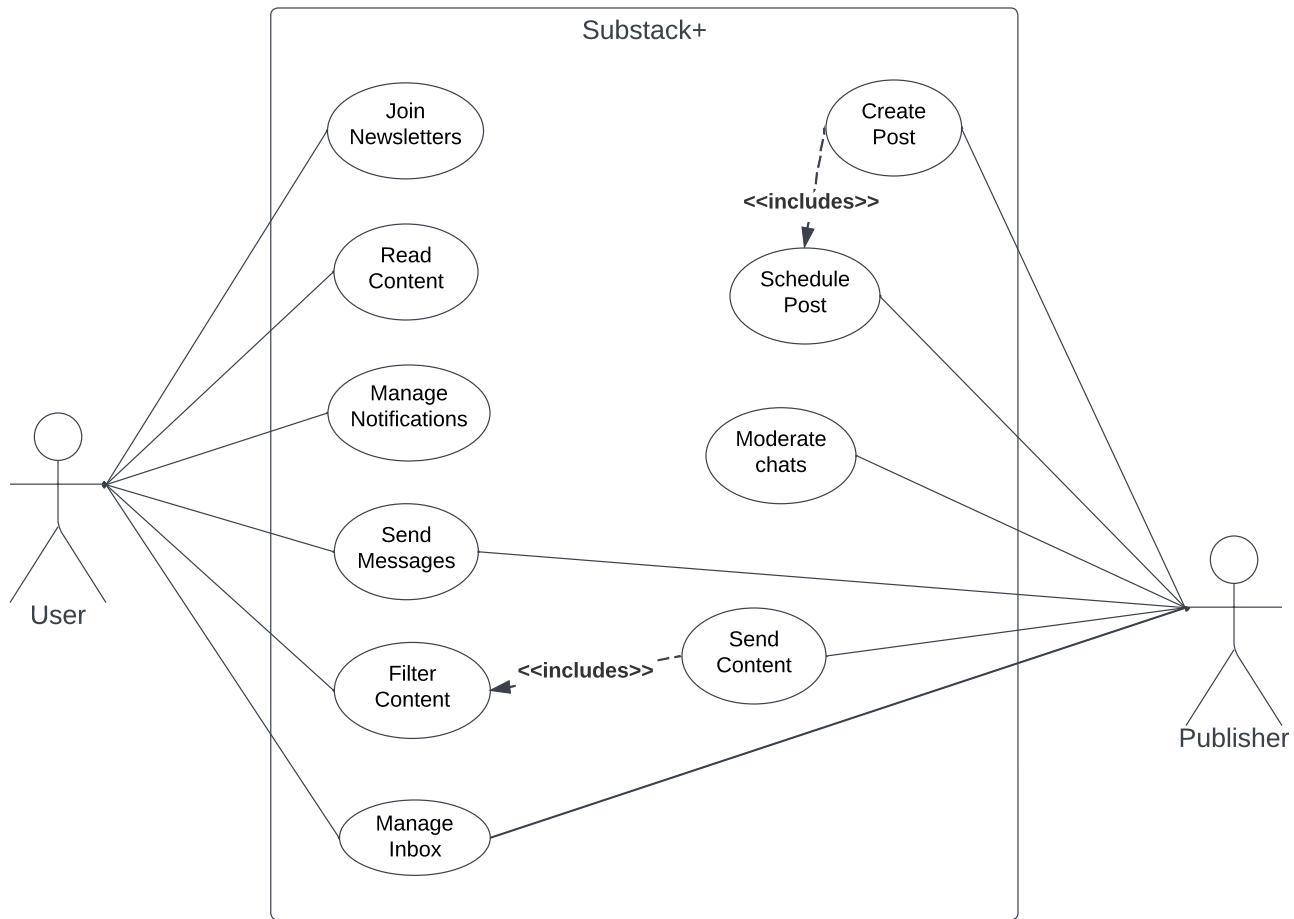 Substack+
Join
Newsletters
Create
Post
<<includes>>
Read
Content
Schedule
Post
Manage
Notifications
Moderate
chats
Send
Messages
User
Send
Content
<<includes>>
Filter
Content
Publisher
Manage
Inbox